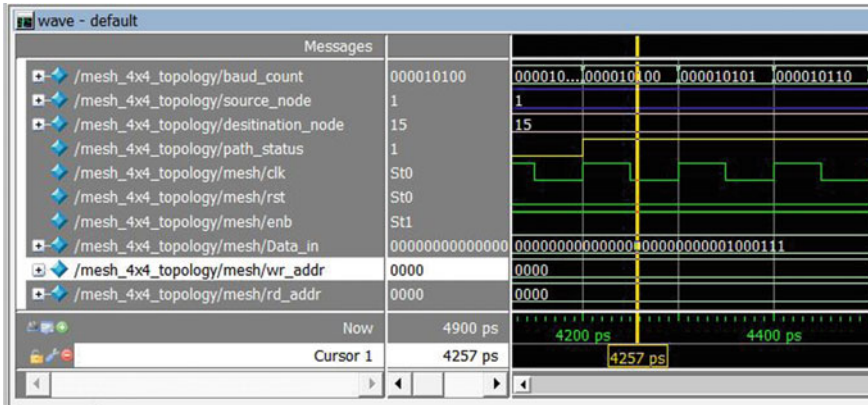 wave - default
Messages
/mesh_4x4_topology/baud_count 000010100 000010... 000010100 000010101 000010110
/mesh_4x4_topology/source_node 1 1
/mesh_4x4_topology/desitination_node 15 15
/mesh_4x4_topology/path_status 1
/mesh_4x4_topology/mesh/clk St0
/mesh_4x4_topology/mesh/rst St0
/mesh_4x4_topology/mesh/enb St1
/mesh_4x4_topology/mesh/Data_in
/mesh_4x4_topology/mesh/wr_addr 0000 0000
/mesh_4x4_topology/mesh/rd_addr 0000 0000
Now 4900 ps 4200 ps 4400 ps
Cursor 1 4257 ps 4257 ps